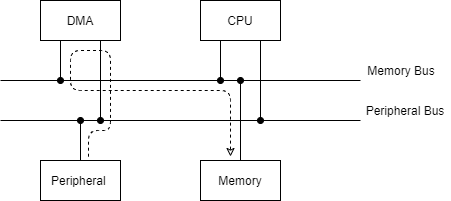 DMA
CPU
Memory Bus
Peripheral Bus
Peripheral
Memory